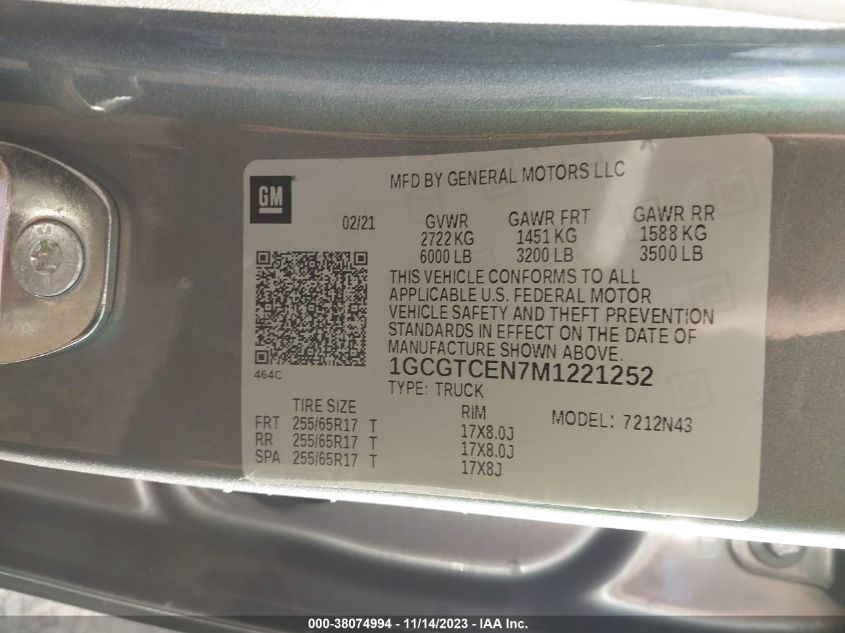 GM
MFD BY GENERAL MOTORS LLC
02/21 GVWR GAWR FRT GAWR RR
2722 KG 1451 KG 1588 KG
6000 LB 3200 LB 3500 LB
THIS VEHICLE CONFORMS TO ALL
APPLICABLE U.S. FEDERAL MOTOR
VEHICLE SAFETY AND THEFT PREVENTION
STANDARDS IN EFFECT ON THE DATE OF
MANUFACTURE SHOWN ABOVE.
464C
1GCGTCEN7M1221252
TYPE: TRUCK
TIRE SIZE RIM MODEL: 7212N43
FRT 255/65R17 T 17X8.0J
RR 255/65R17 T 17X8.0J
SPA 255/65R17 T 17X8J
000-38074994 - 11/14/2023 - IAA Inc.